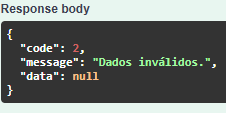 Response body
{
  "code": 2,
  "message": "Dados inválidos.",
  "data": null
}